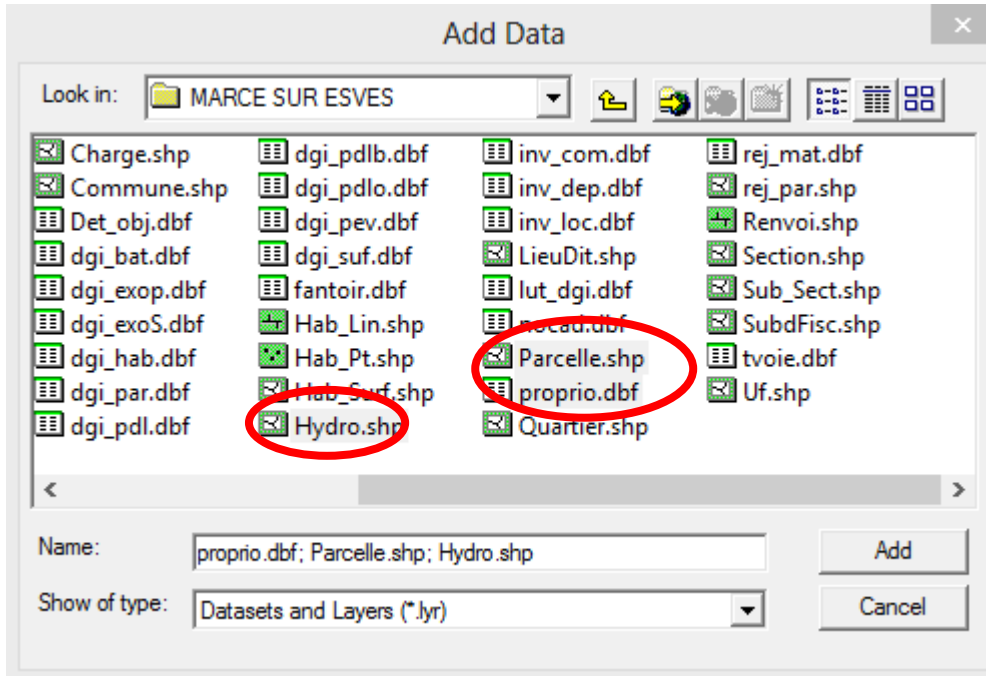 Add Data
Look in: MARCE SUR ESVES
Charge.shp dgi_pdlb.dbf inv_com.dbf rej_mat.dbf
Commune.shp dgi_pdlo.dbf inv_dep.dbf rej_par.shp
Det_obj.dbf dgi_pev.dbf inv_loc.dbf Renvoi.shp
dgi_bat.dbf dgi_suf.dbf LieuDit.shp Section.shp
dgi_exop.dbf fantoir.dbf lut_dgi.dbf Sub_Sect.shp
dgi_exoS.dbf Hab_Lin.shp nocad.dbf SubdFisc.shp
dgi_hab.dbf Hab_Pt.shp Parcelle.shp tvoie.dbf
dgi_par.dbf Hab_Surf.shp proprio.dbf Uf.shp
dgi_pdl.dbf Hydro.shp Quartier.shp
Name: proprio.dbf; Parcelle.shp; Hydro.shp Add
Show of type: Datasets and Layers (*.lyr) Cancel